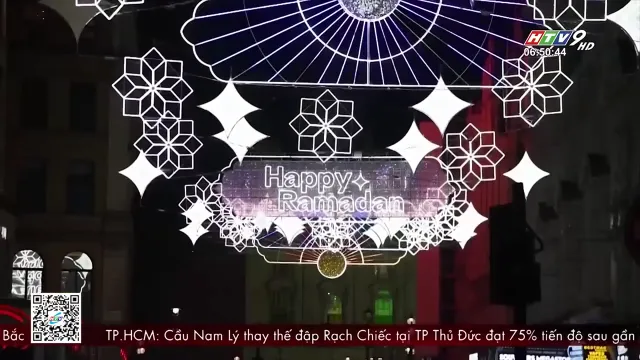 HTV9 HD
06:50:44
Happy
Ramadan
Bắc TP.HCM: Cầu Nam Lý thay thế đập Rạch Chiếc tại TP Thủ Đức đạt 75% tiến độ sau gần